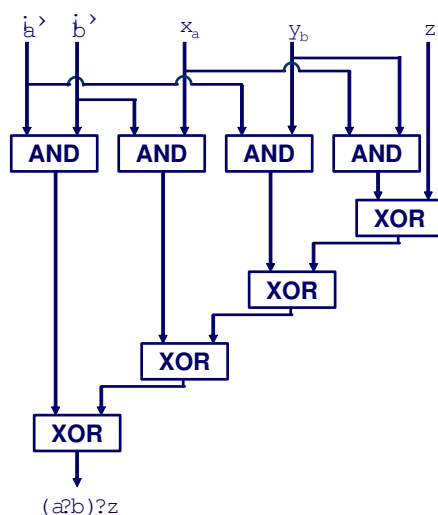 x_a y_b z
AND AND AND AND
XOR
XOR
XOR
XOR
(a?b)?z